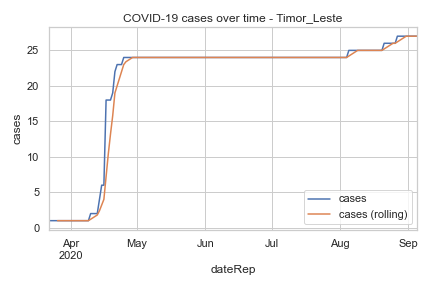 COVID-19 cases over time - Timor_Leste
cases
25
20
15
10
5
0
cases
cases (rolling)
Apr May Jun Jul Aug Sep
2020
dateRep